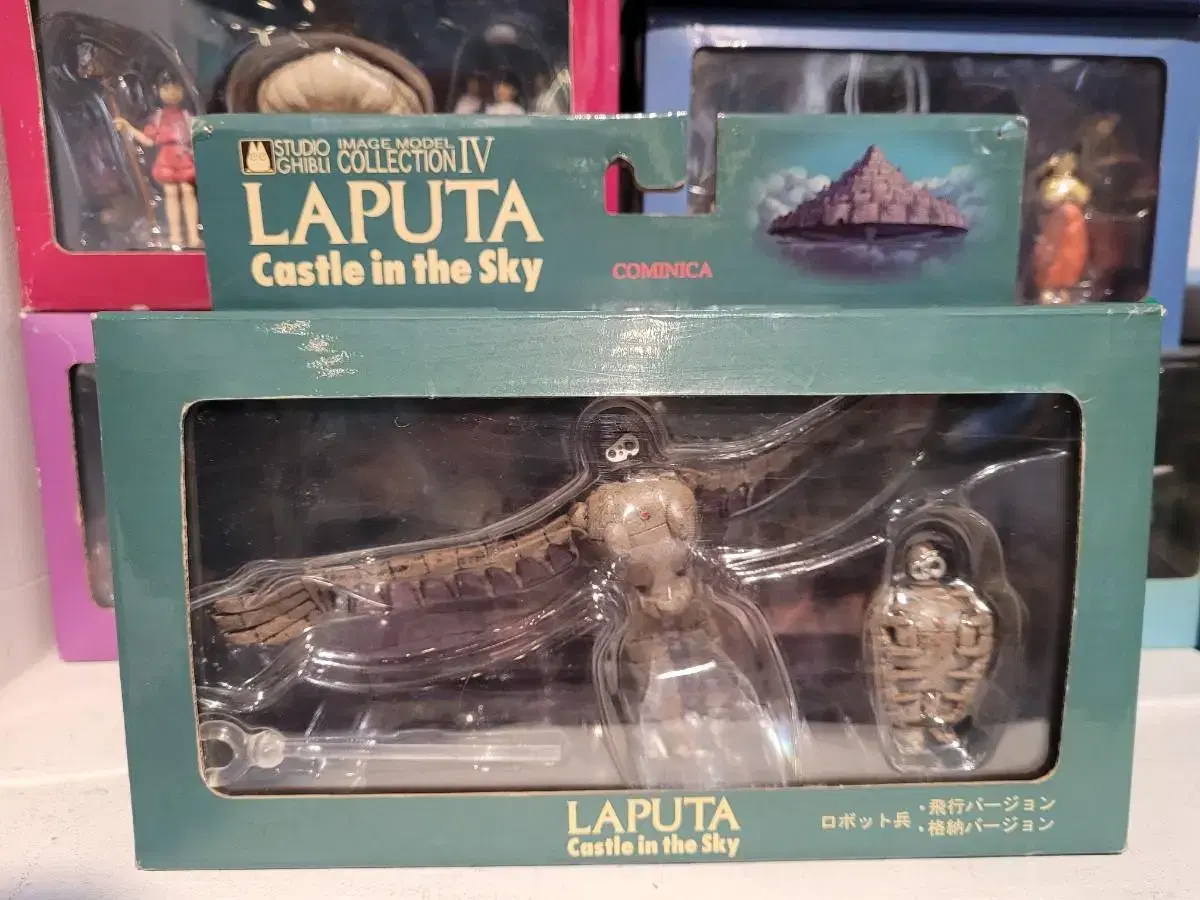 STUDIO GHIBLI IMAGE MODEL COLLECTION IV
LAPUTA
Castle in the Sky
COMINICA
LAPUTA
Castle in the Sky
ロボット兵 ・飛行バージョン
・格納バージョン